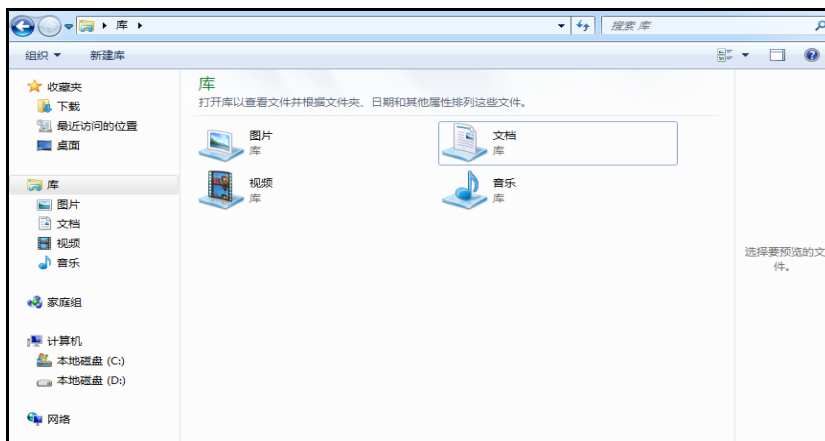 库
搜索 库
组织
新建库
收藏夹
下载
最近访问的位置
桌面
库
图片
文档
视频
音乐
家庭组
计算机
本地磁盘 (C:)
本地磁盘 (D:)
网络
库
打开库以查看文件并根据文件夹、日期和其他属性排列这些文件。
图片
库
文档
库
视频
库
音乐
库
选择要预览的文
件。